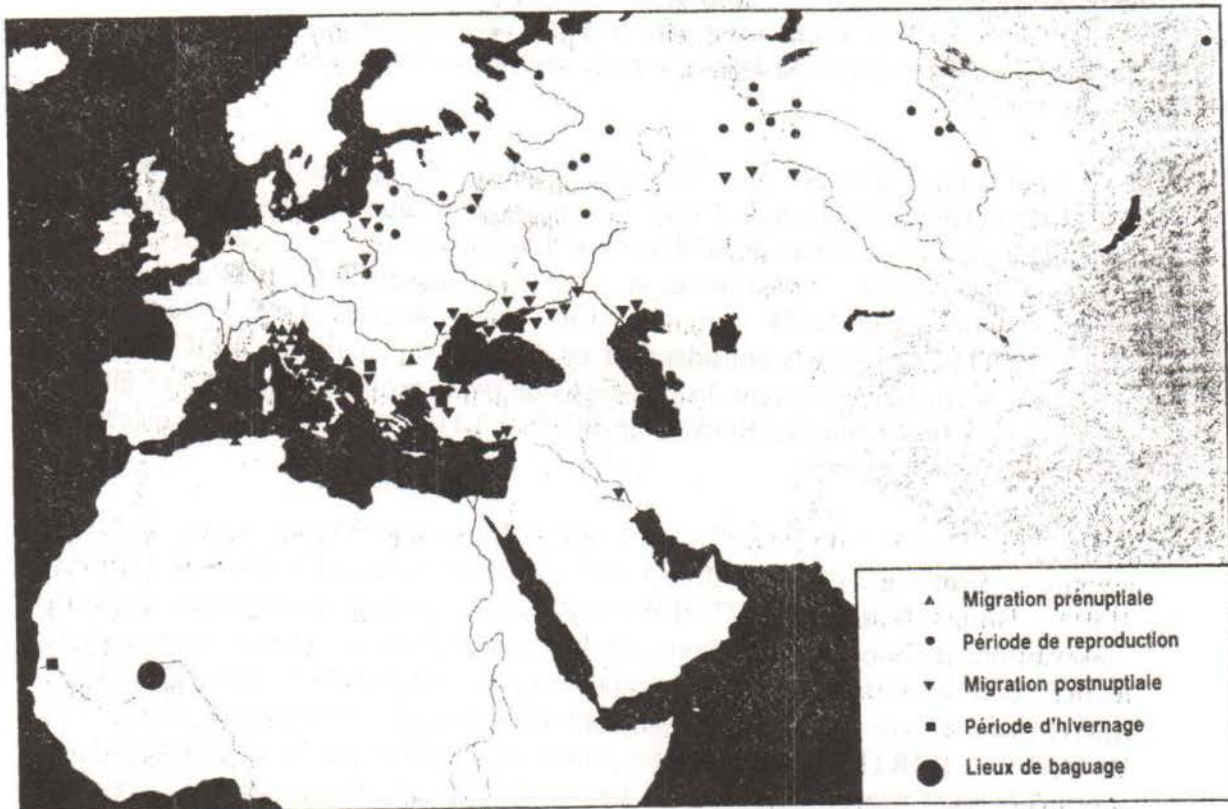 Migration prénuptiale
Période de reproduction
Migration postnuptiale
Période d'hivernage
Lieux de baguage